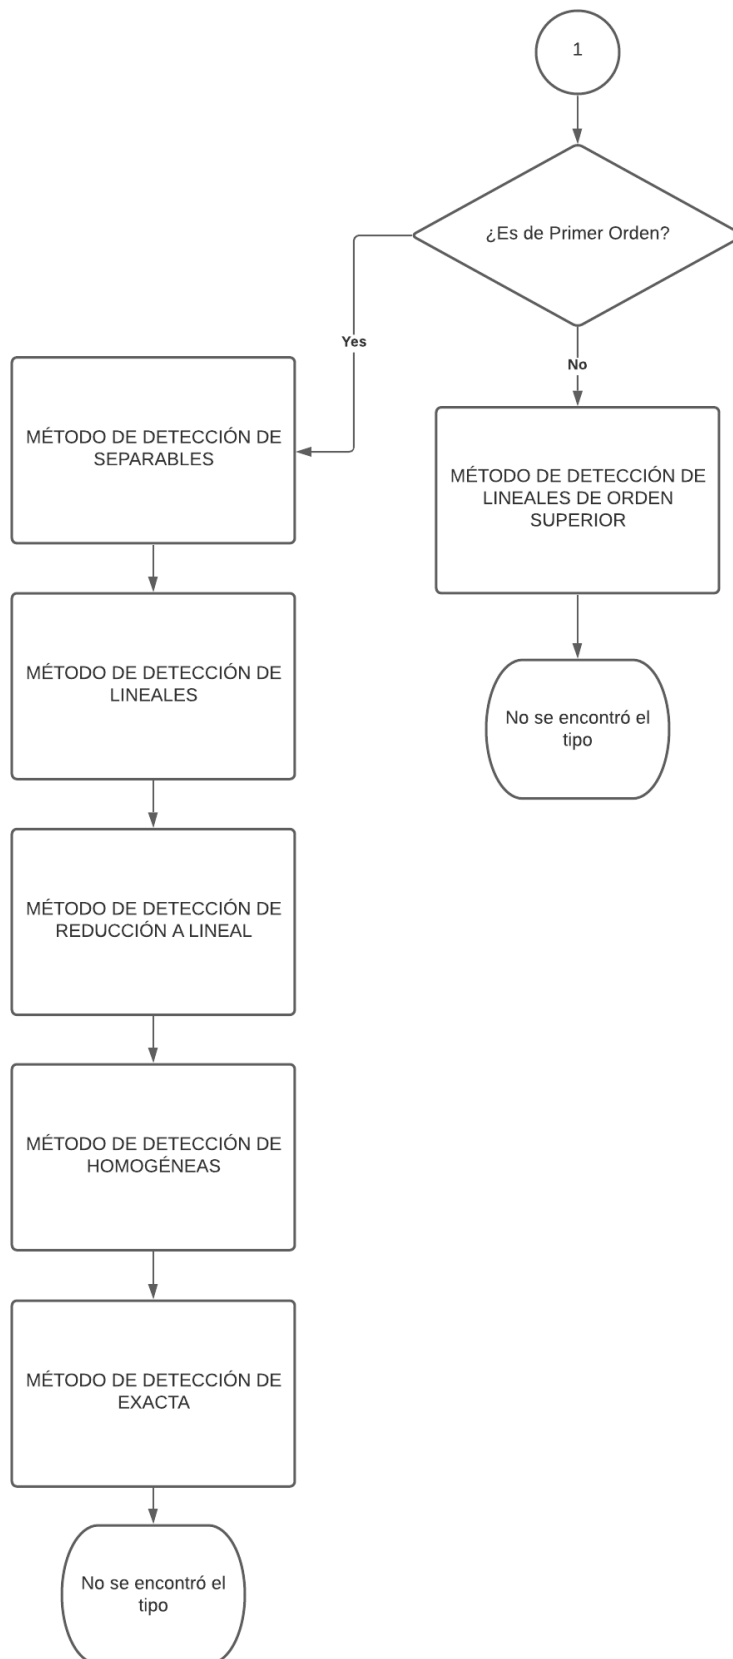 1
¿Es de Primer Orden?
Yes
No
MÉTODO DE DETECCIÓN DE
SEPARABLES
MÉTODO DE DETECCIÓN DE
LINEALES DE ORDEN
SUPERIOR
MÉTODO DE DETECCIÓN DE
LINEALES
No se encontró el
tipo
MÉTODO DE DETECCIÓN DE
REDUCCIÓN A LINEAL
MÉTODO DE DETECCIÓN DE
HOMOGÉNEAS
MÉTODO DE DETECCIÓN DE
EXACTA
No se encontró el
tipo